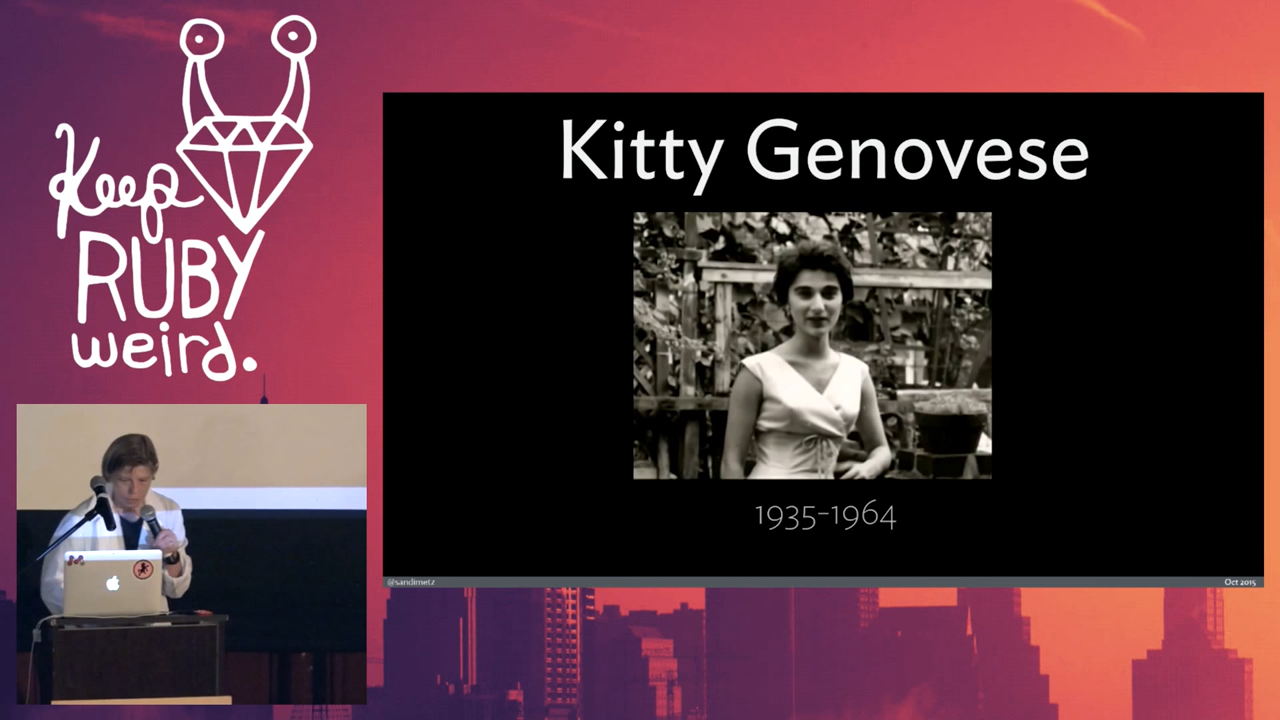 Keep
RUBY
weird.
Kitty Genovese
1935-1964
@sandimetz
Oct 2015